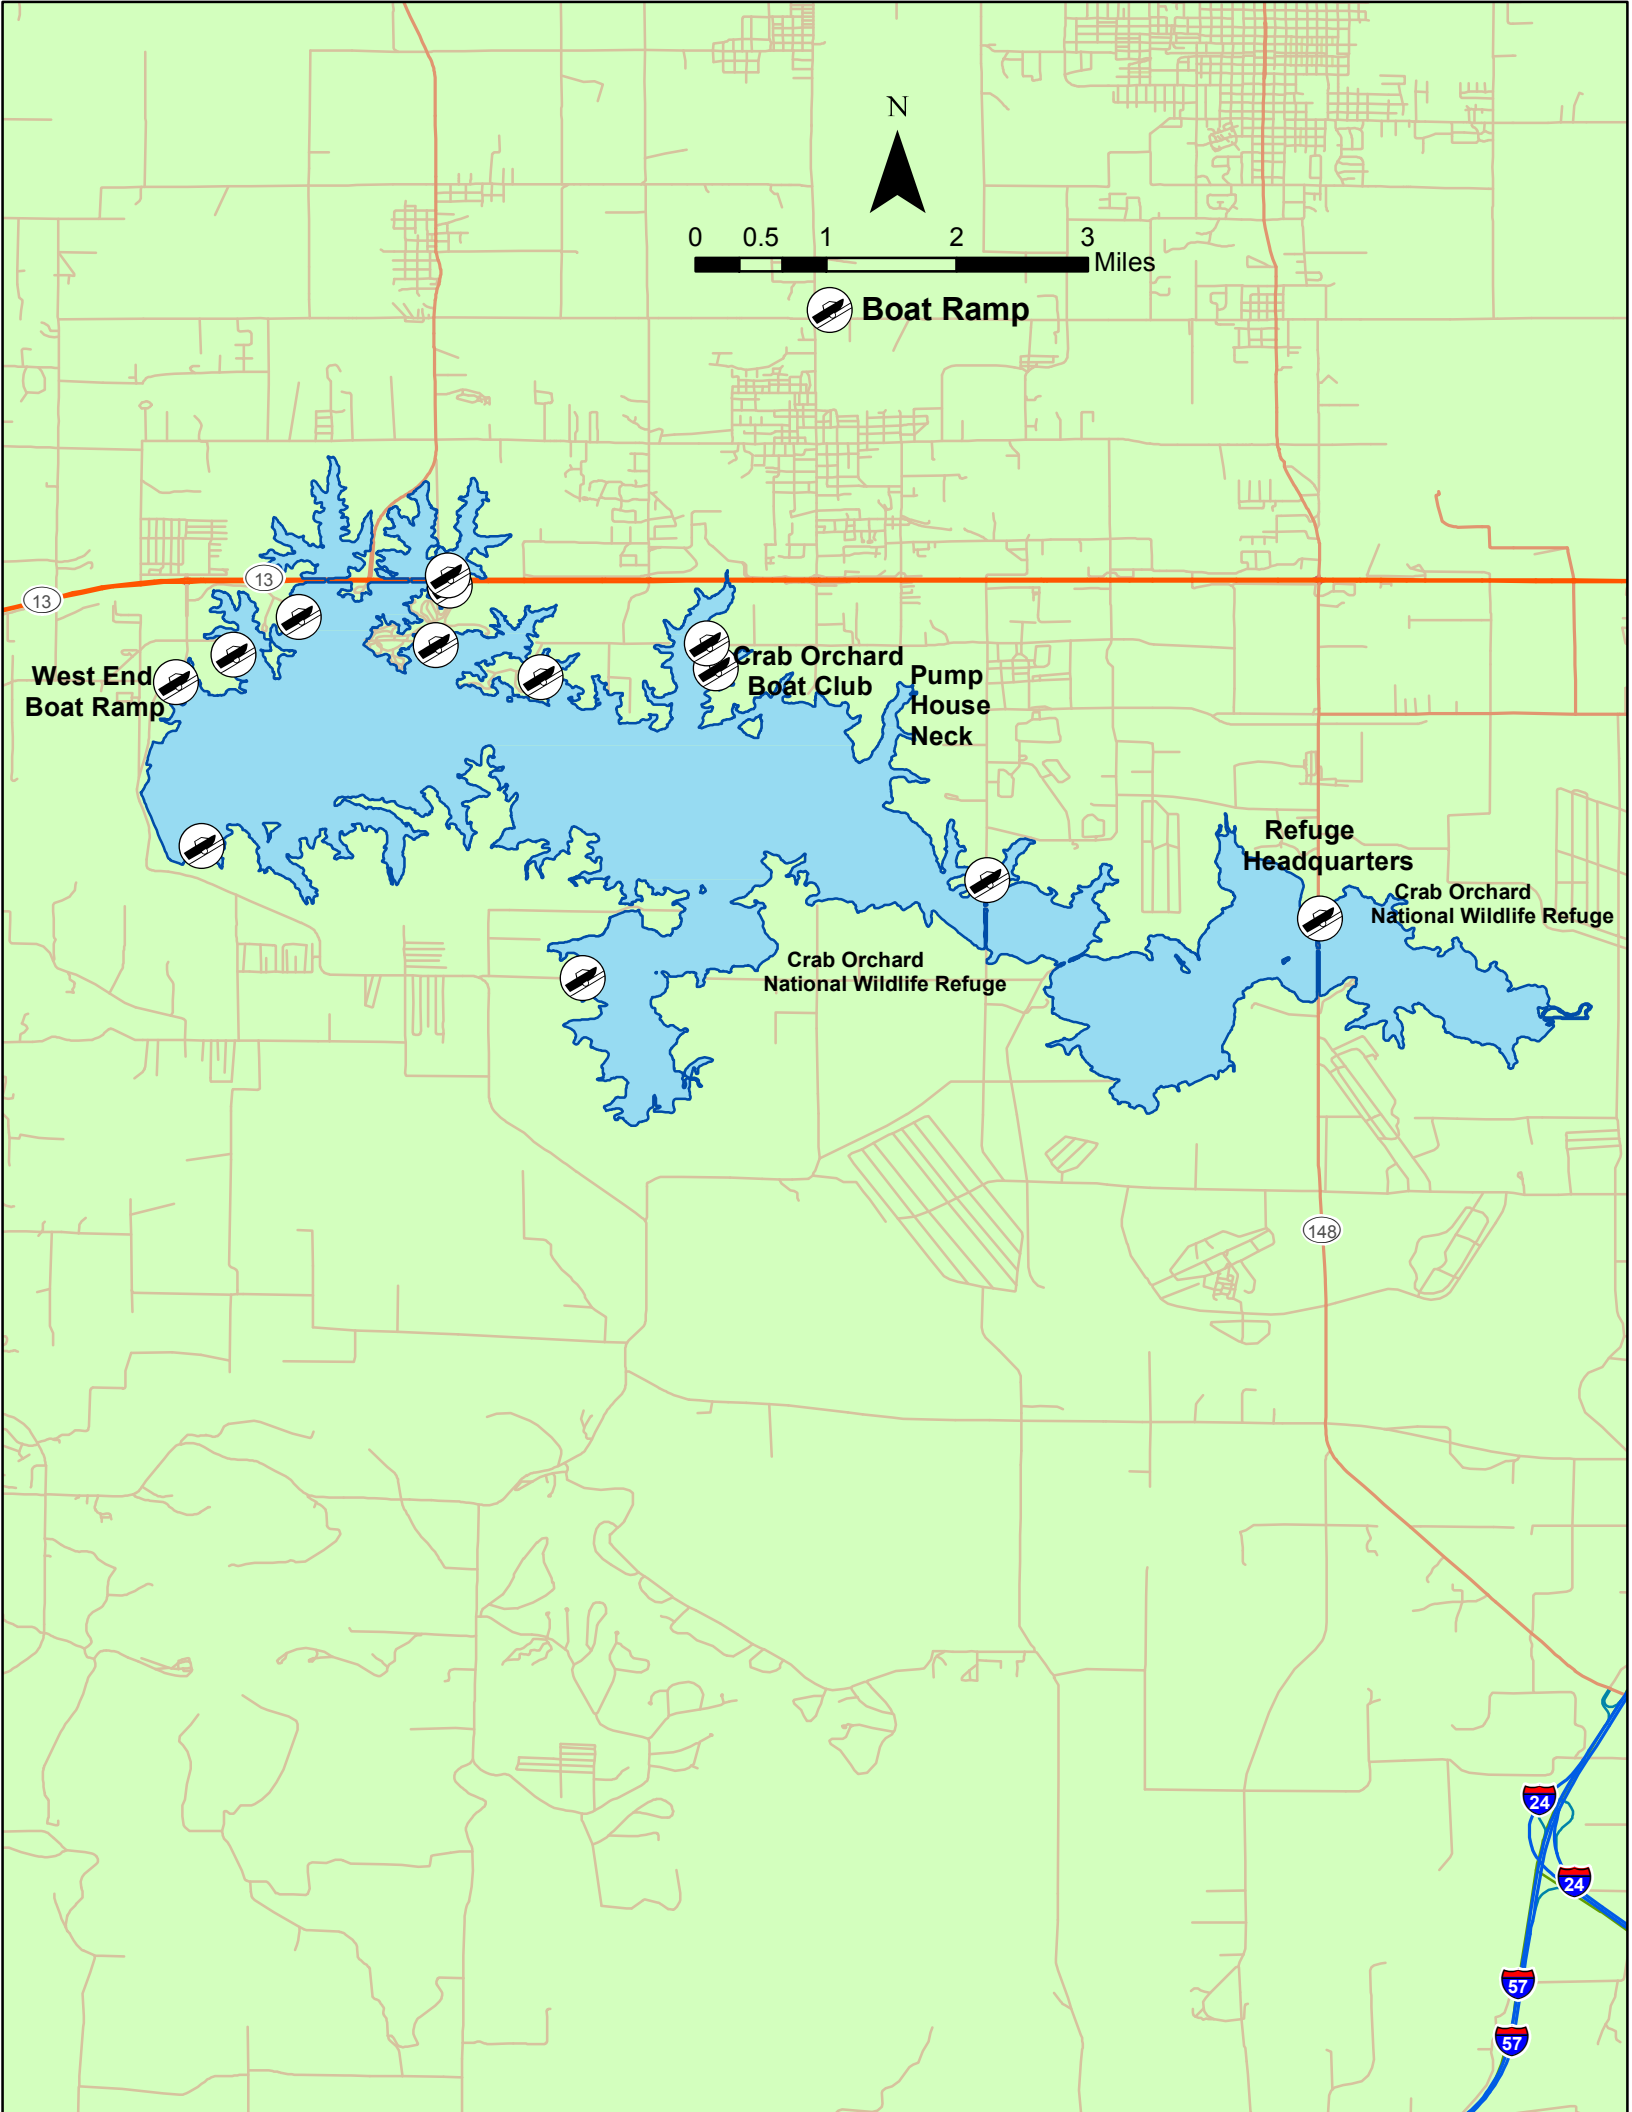 N
0 0.5 1 2 3
Miles
Boat Ramp
13
13
West End
Boat Ramp
Crab Orchard
Boat Club
Pump
House
Neck
Refuge
Headquarters
Crab Orchard
National Wildlife Refuge
Crab Orchard
National Wildlife Refuge
148
24
24
57
57